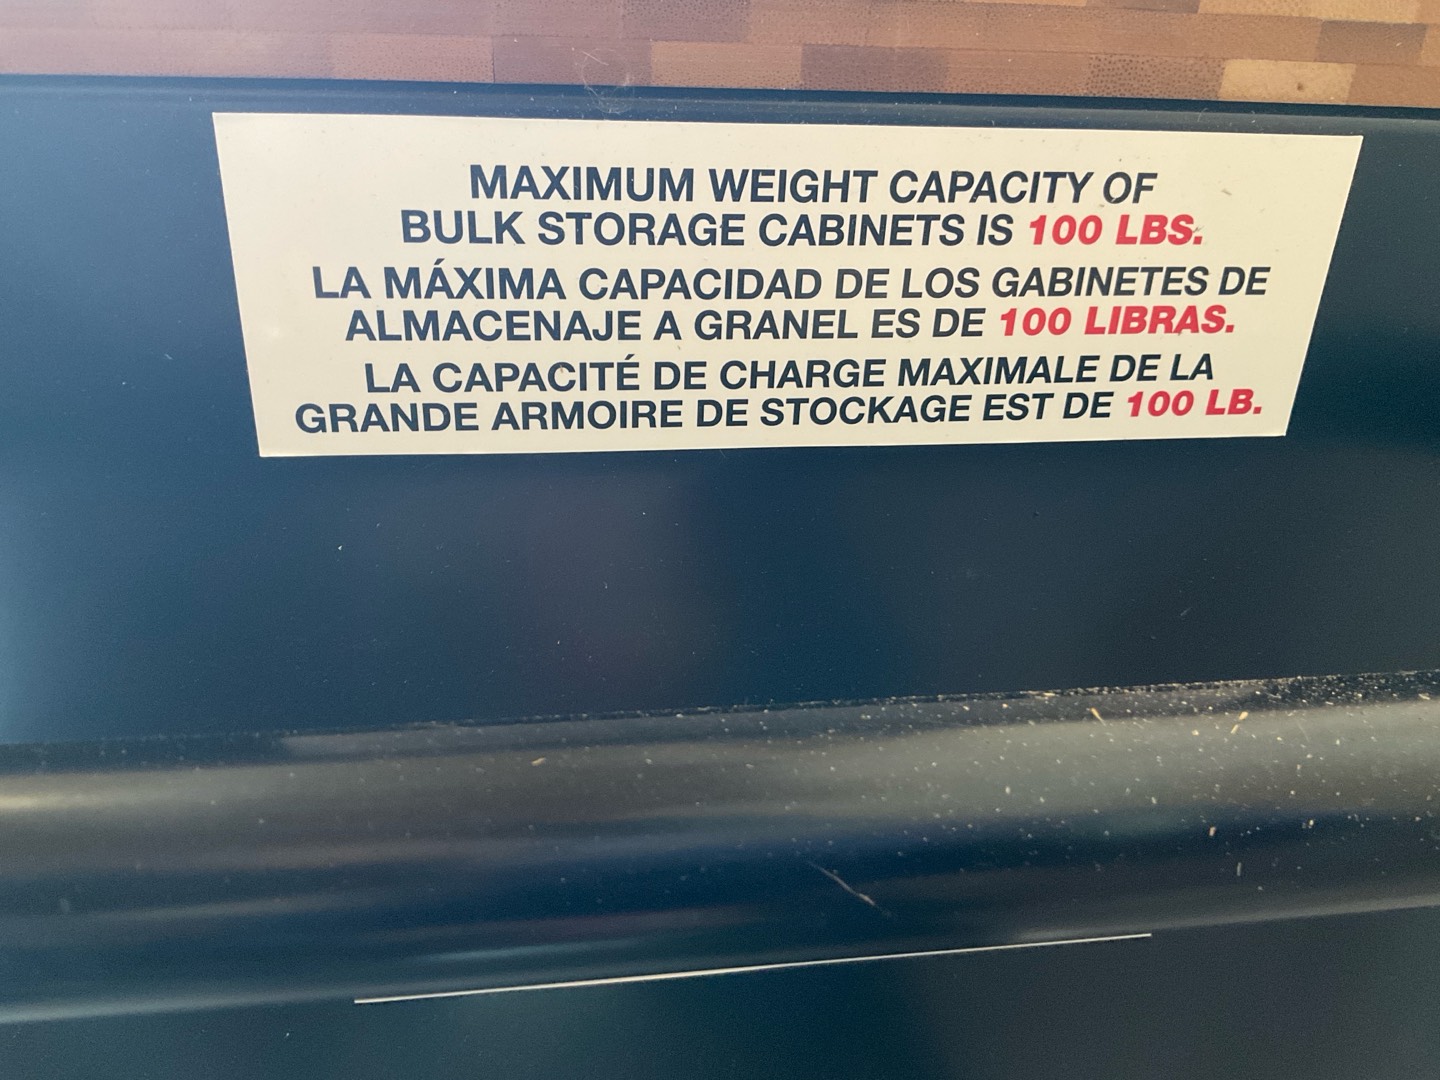 MAXIMUM WEIGHT CAPACITY OF
BULK STORAGE CABINETS IS 100 LBS.
LA MÁXIMA CAPACIDAD DE LOS GABINETES DE
ALMACENAJE A GRANEL ES DE 100 LIBRAS.
LA CAPACITÉ DE CHARGE MAXIMALE DE LA
GRANDE ARMOIRE DE STOCKAGE EST DE 100 LB.